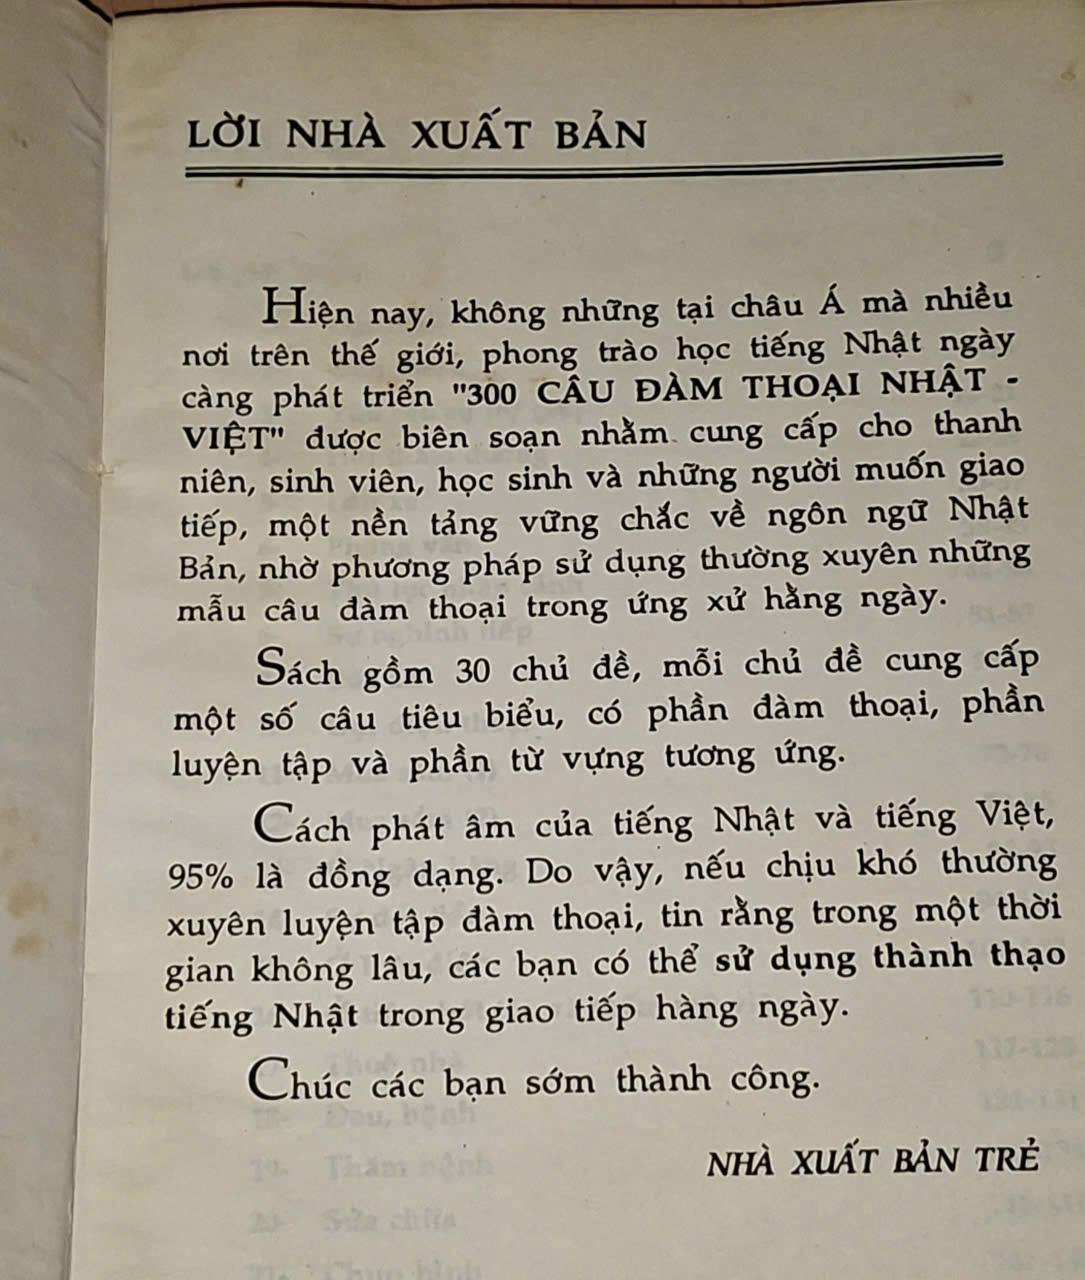 LỜI NHÀ XUẤT BẢN
Hiện nay, không những tại châu Á mà nhiều
nơi trên thế giới, phong trào học tiếng Nhật ngày
càng phát triển "300 CÂU ĐÀM THOẠI NHẬT -
VIỆT" được biên soạn nhằm cung cấp cho thanh
niên, sinh viên, học sinh và những người muốn giao
tiếp, một nền tảng vững chắc về ngôn ngữ Nhật
Bản, nhờ phương pháp sử dụng thường xuyên những
mẫu câu đàm thoại trong ứng xử hằng ngày.
Sách gồm 30 chủ đề, mỗi chủ đề cung cấp
một số câu tiêu biểu, có phần đàm thoại, phần
luyện tập và phần từ vựng tương ứng.
Cách phát âm của tiếng Nhật và tiếng Việt,
95% là đồng dạng. Do vậy, nếu chịu khó thường
xuyên luyện tập đàm thoại, tin rằng trong một thời
gian không lâu, các bạn có thể sử dụng thành thạo
tiếng Nhật trong giao tiếp hàng ngày.
Chúc các bạn sớm thành công.
NHÀ XUẤT BẢN TRẺ